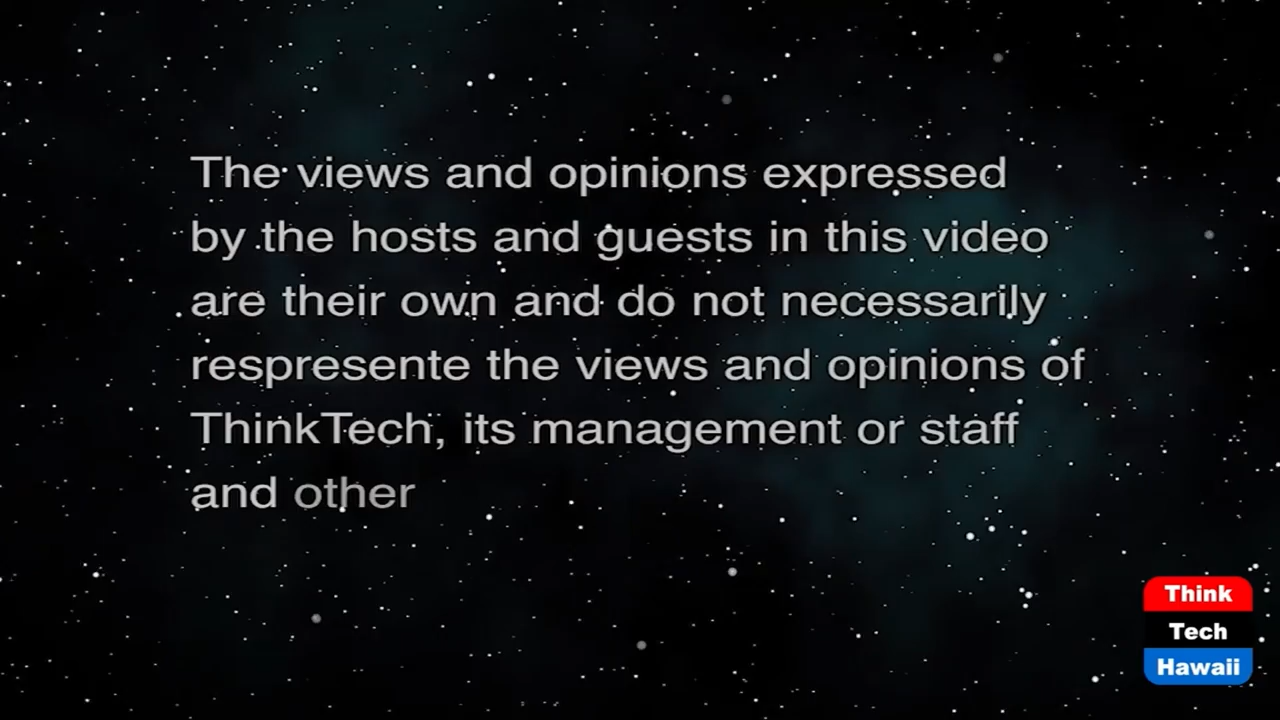 The views and opinions expressed
by the hosts and guests in this video
are their own and do not necessarily
respresente the views and opinions of
ThinkTech, its management or staff
and other
Think
Tech
Hawaii